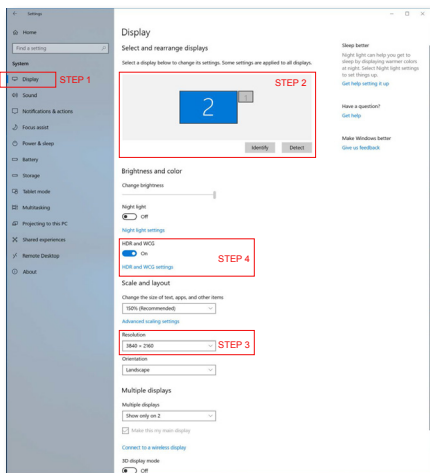 Settings
Home
Find a setting
System
Display
STEP 1
Sound
Notifications & actions
Focus assist
Power & sleep
Battery
Storage
Tablet mode
Multitasking
Projecting to this PC
Shared experiences
Remote Desktop
About
Display
Select and rearrange displays
Select a display below to change its settings. Some settings are applied to all displays.
STEP 2
2
1
Identify
Detect
Brightness and color
Change brightness
Night light
Off
Night light settings
HDR and WCG
On
STEP 4
HDR and WCG settings
Scale and layout
Change the size of text, apps, and other items
150% (Recommended)
Advanced scaling settings
Resolution
3840 × 2160
STEP 3
Orientation
Landscape
Multiple displays
Multiple displays
Show only on 2
Make this my main display
Connect to a wireless display
3D display mode
Off
Sleep better
Night light can help you get to
sleep by displaying warmer colors
at night. Select Night light settings
to set things up.
Get help setting it up
Have a question?
Get help
Make Windows better
Give us feedback